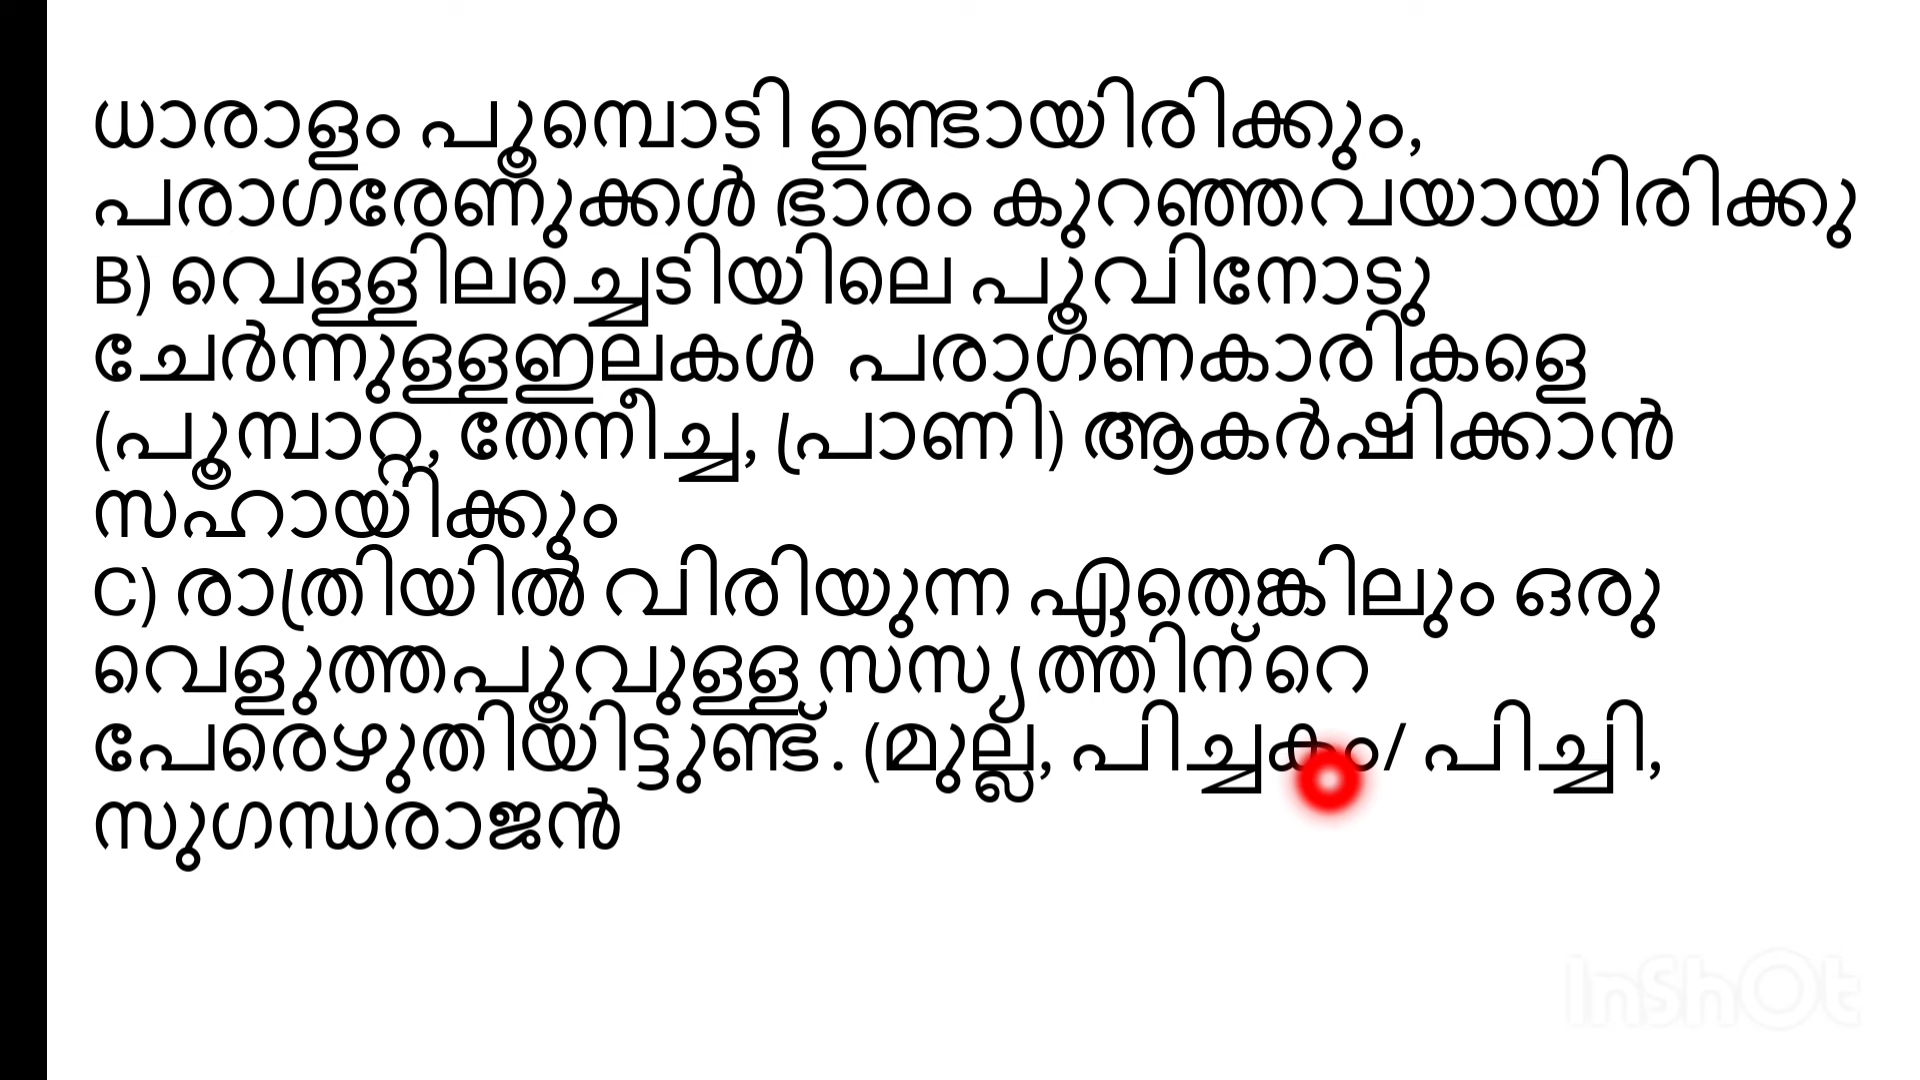 ധാരാളം പൂമ്പൊടി ഉണ്ടായിരിക്കും,
പരാഗരേണുക്കൾ ഭാരം കുറഞ്ഞവയായിരിക്കു
B) വെള്ളിലച്ചെടിയിലെ പൂവിനോടു
ചേർന്നുള്ളഇലകൾ പരാഗണകാരികളെ
(പൂമ്പാറ്റ, തേനീച്ച, പ്രാണി) ആകർഷിക്കാൻ
സഹായിക്കും
C) രാത്രിയിൽ വിരിയുന്ന ഏതെങ്കിലും ഒരു
വെളുത്തപൂവുള്ള സസ്യത്തിന്റെ
പേരെഴുതിയിട്ടുണ്ട്. (മുല്ല, പിച്ചകം/ പിച്ചി,
സുഗന്ധരാജൻ
InShOt